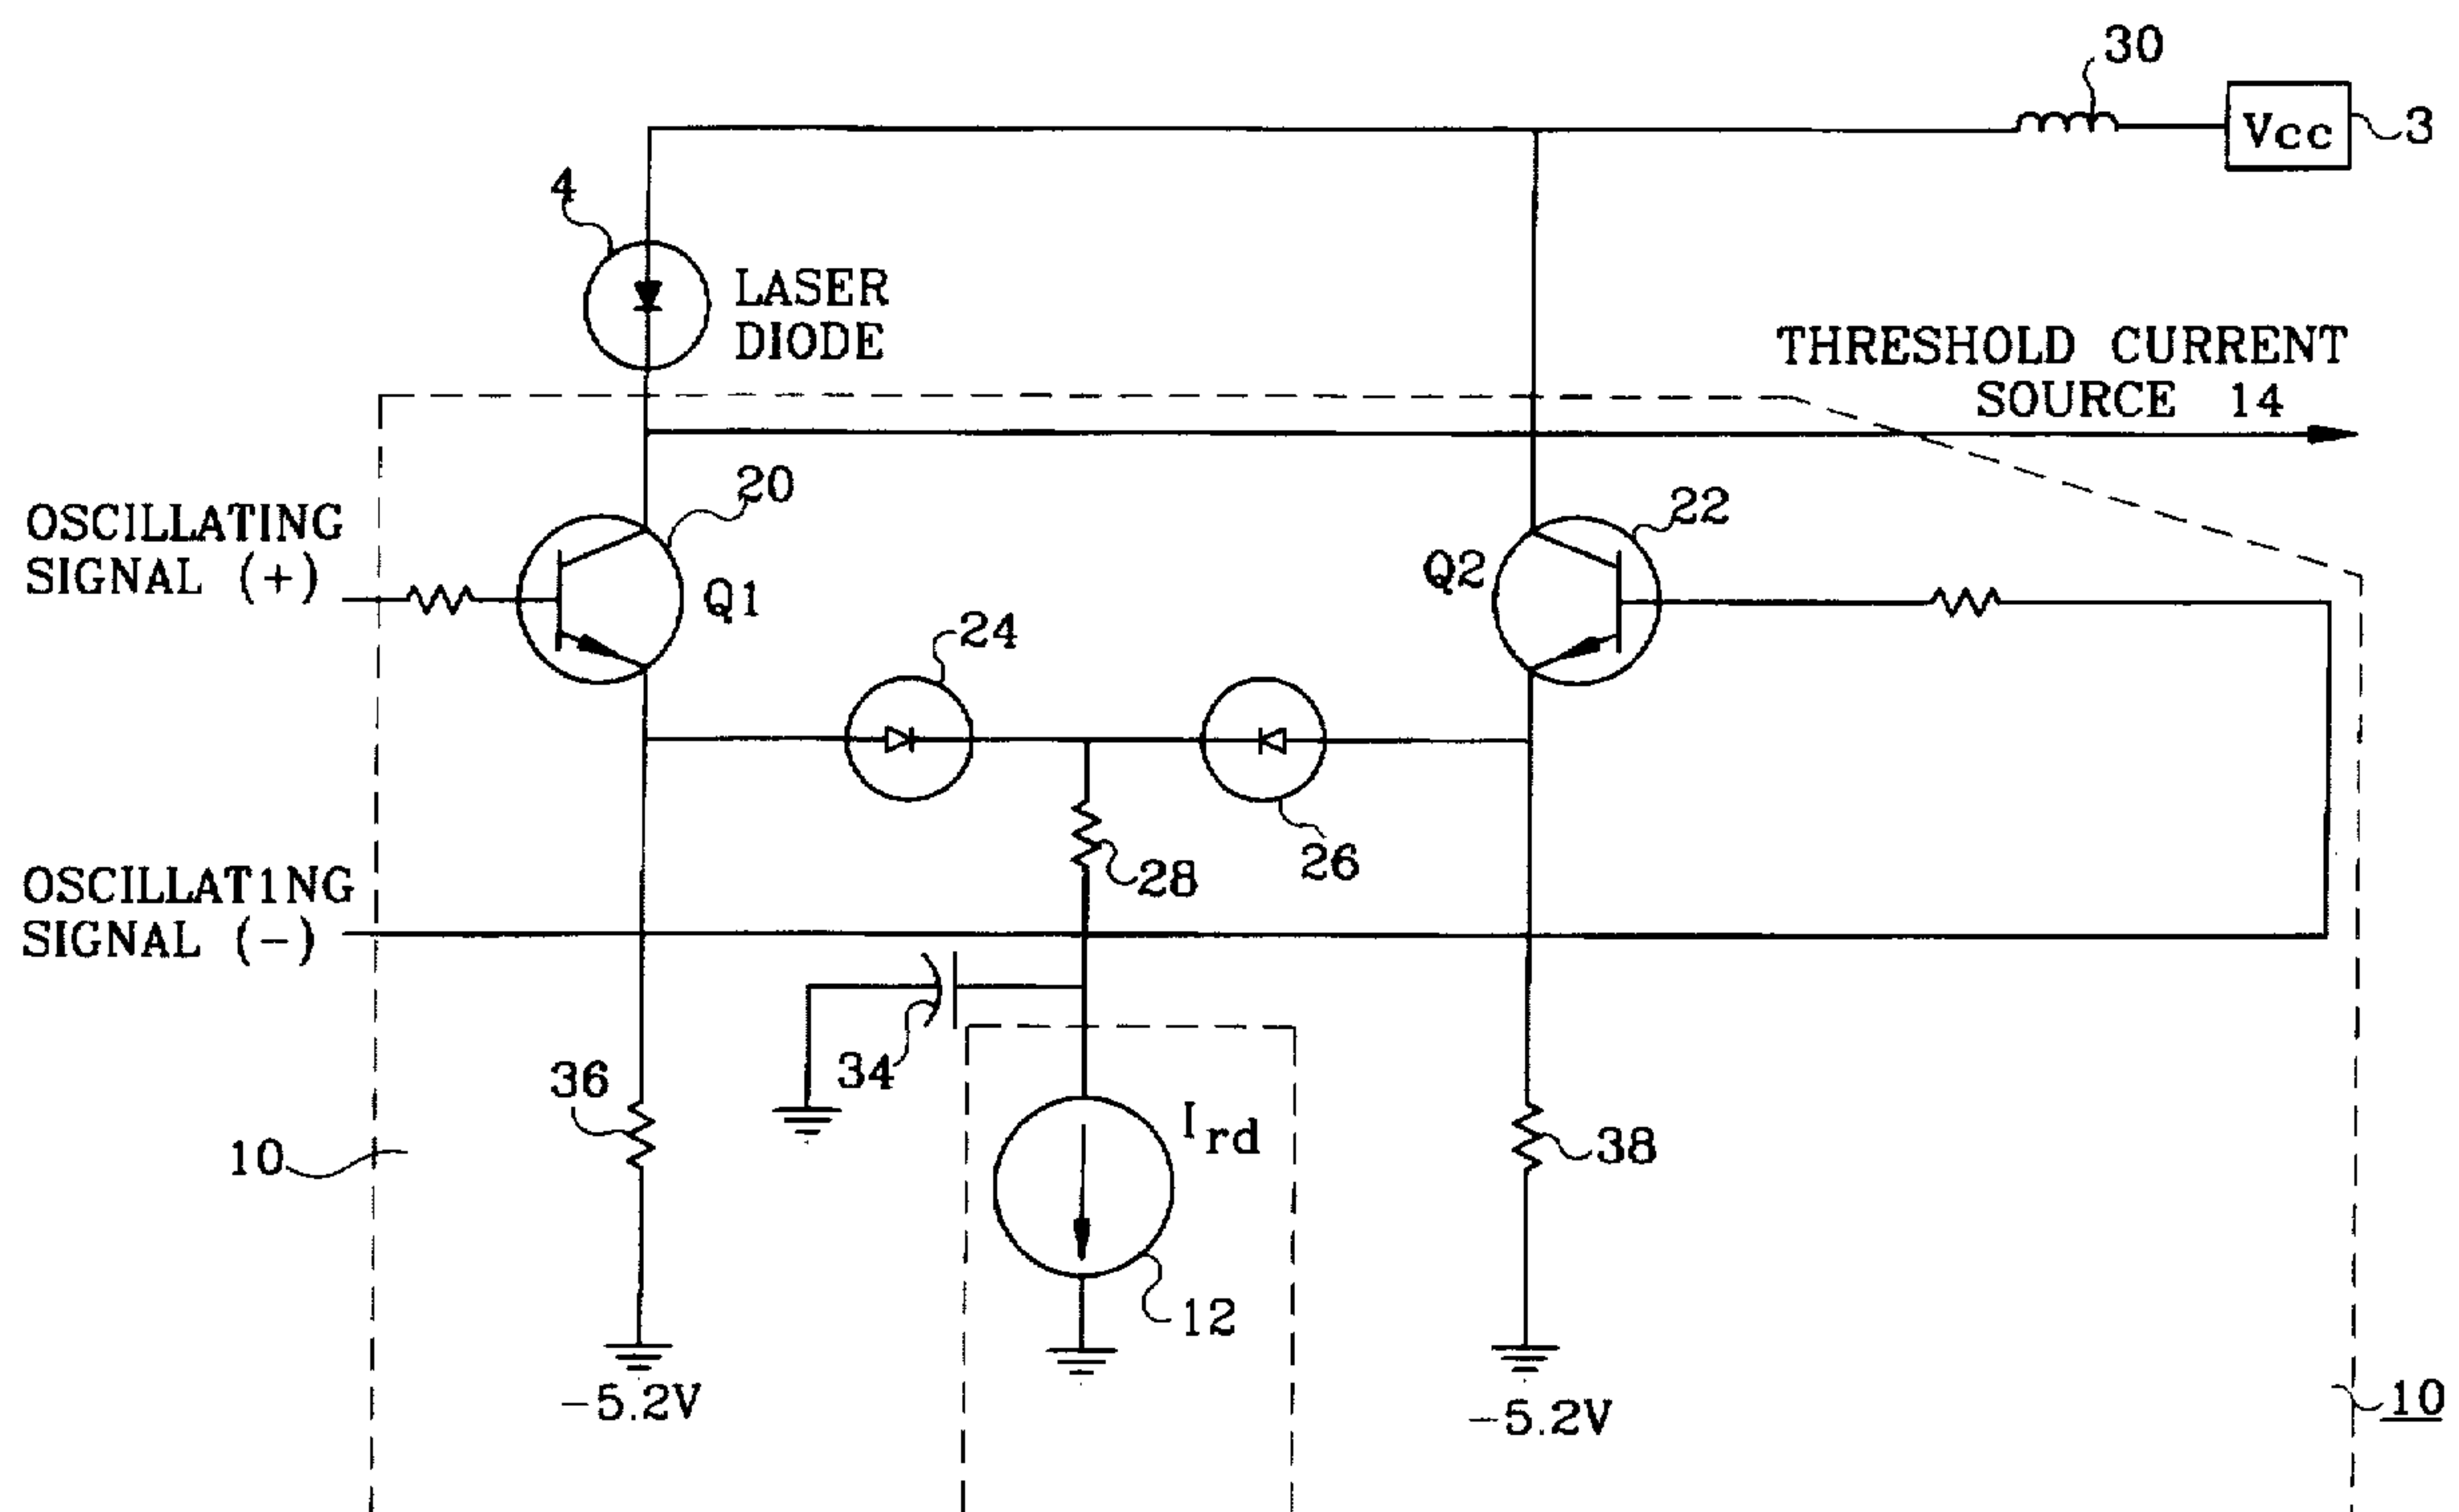 30
Vcc
3
4
LASER
DIODE
THRESHOLD CURRENT
SOURCE 14
20
22
OSCILLATING
SIGNAL (+)
Q1
Q2
24
26
28
OSCILLAT1NG
SIGNAL (-)
34
36
Ird
38
10
12
-5.2V
-5.2V
10